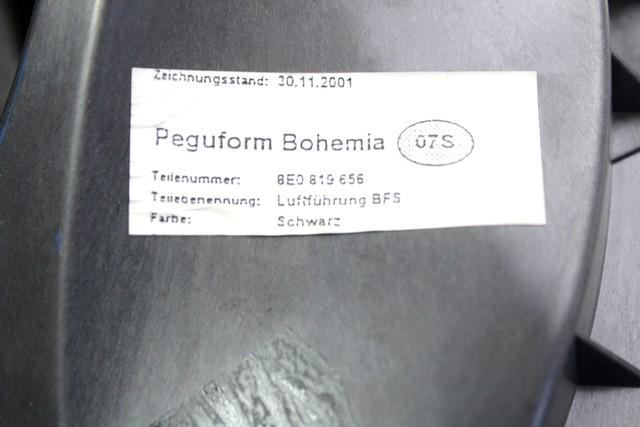 Zeichnungsstand: 30.11.2001
Peguform Bohemia 07S
Teilenummer: 8E0 819 656
Teilebenennung: Luftführung BFS
Farbe: Schwarz